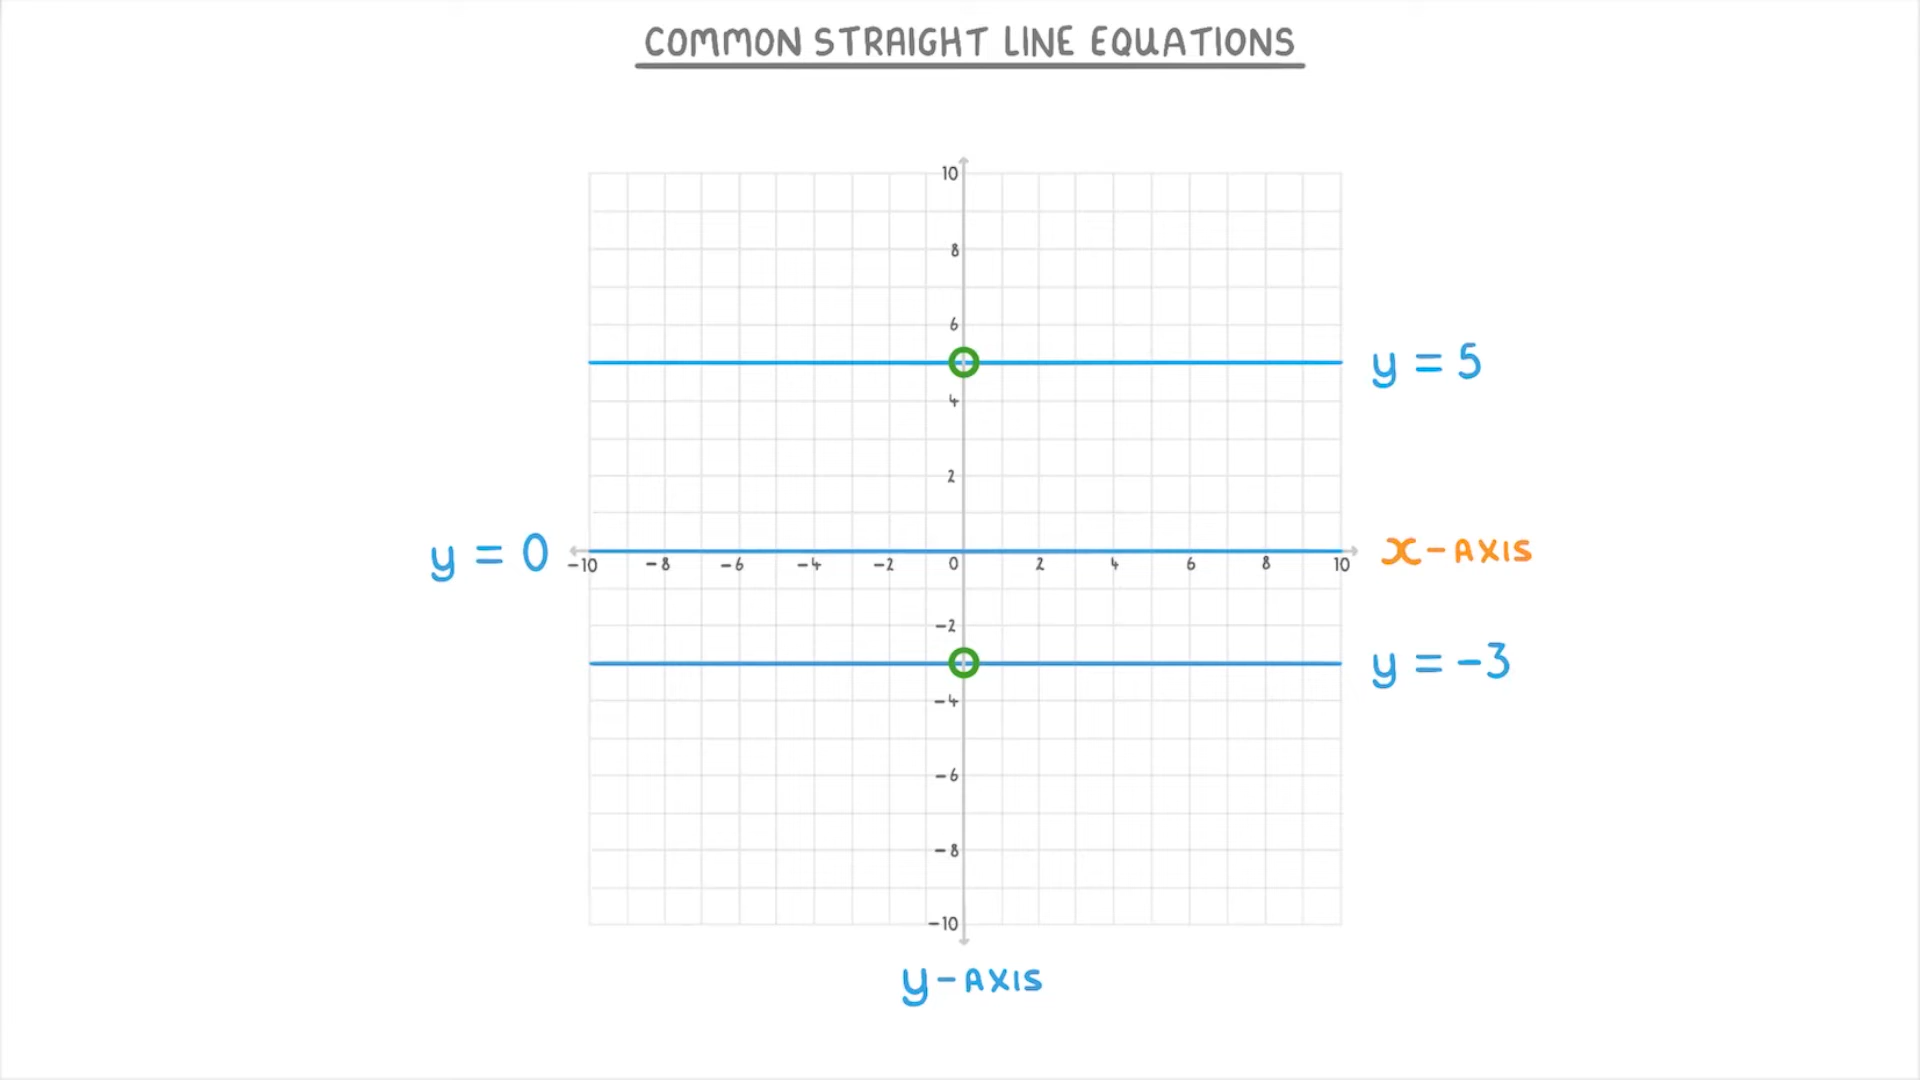 COMMON STRAIGHT LINE EQUATIONS
10
8
6
y = 5
4
2
y = 0
x-AXIS
-10 -8 -6 -4 -2 0 2 4 6 8 10
-2
y = -3
-4
-6
-8
-10
y-AXIS